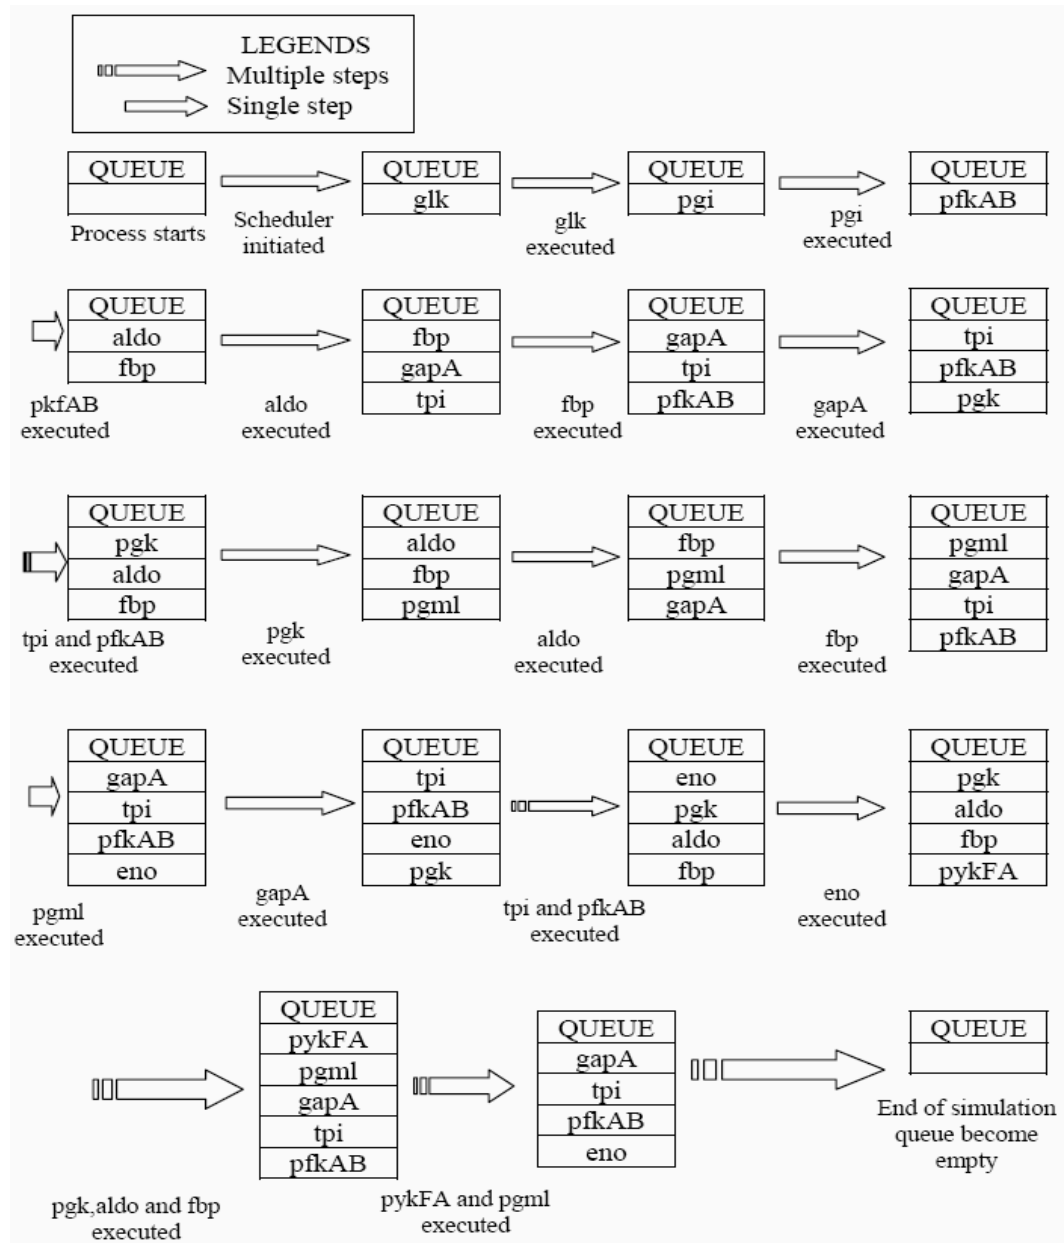 LEGENDS
Multiple steps
Single step
QUEUE
Process starts
Scheduler
initiated
QUEUE
glk
glk
executed
QUEUE
pgi
pgi
executed
QUEUE
pfkAB
pkfAB
executed
QUEUE
aldo
fbp
aldo
executed
QUEUE
fbp
gapA
tpi
fbp
executed
QUEUE
gapA
tpi
pfkAB
gapA
executed
QUEUE
tpi
pfkAB
pgk
tpi and pfkAB
executed
QUEUE
pgk
aldo
fbp
pgk
executed
QUEUE
aldo
fbp
pgml
aldo
executed
QUEUE
fbp
pgml
gapA
fbp
executed
QUEUE
pgml
gapA
tpi
pfkAB
pgml
executed
QUEUE
gapA
tpi
pfkAB
eno
gapA
executed
QUEUE
tpi
pfkAB
eno
pgk
tpi and pfkAB
executed
QUEUE
eno
pgk
aldo
fbp
eno
executed
QUEUE
pgk
aldo
fbp
pykFA
pgk,aldo and fbp
executed
QUEUE
pykFA
pgml
gapA
tpi
pfkAB
pykFA and pgml
executed
QUEUE
gapA
tpi
pfkAB
eno
QUEUE
End of simulation
queue become
empty